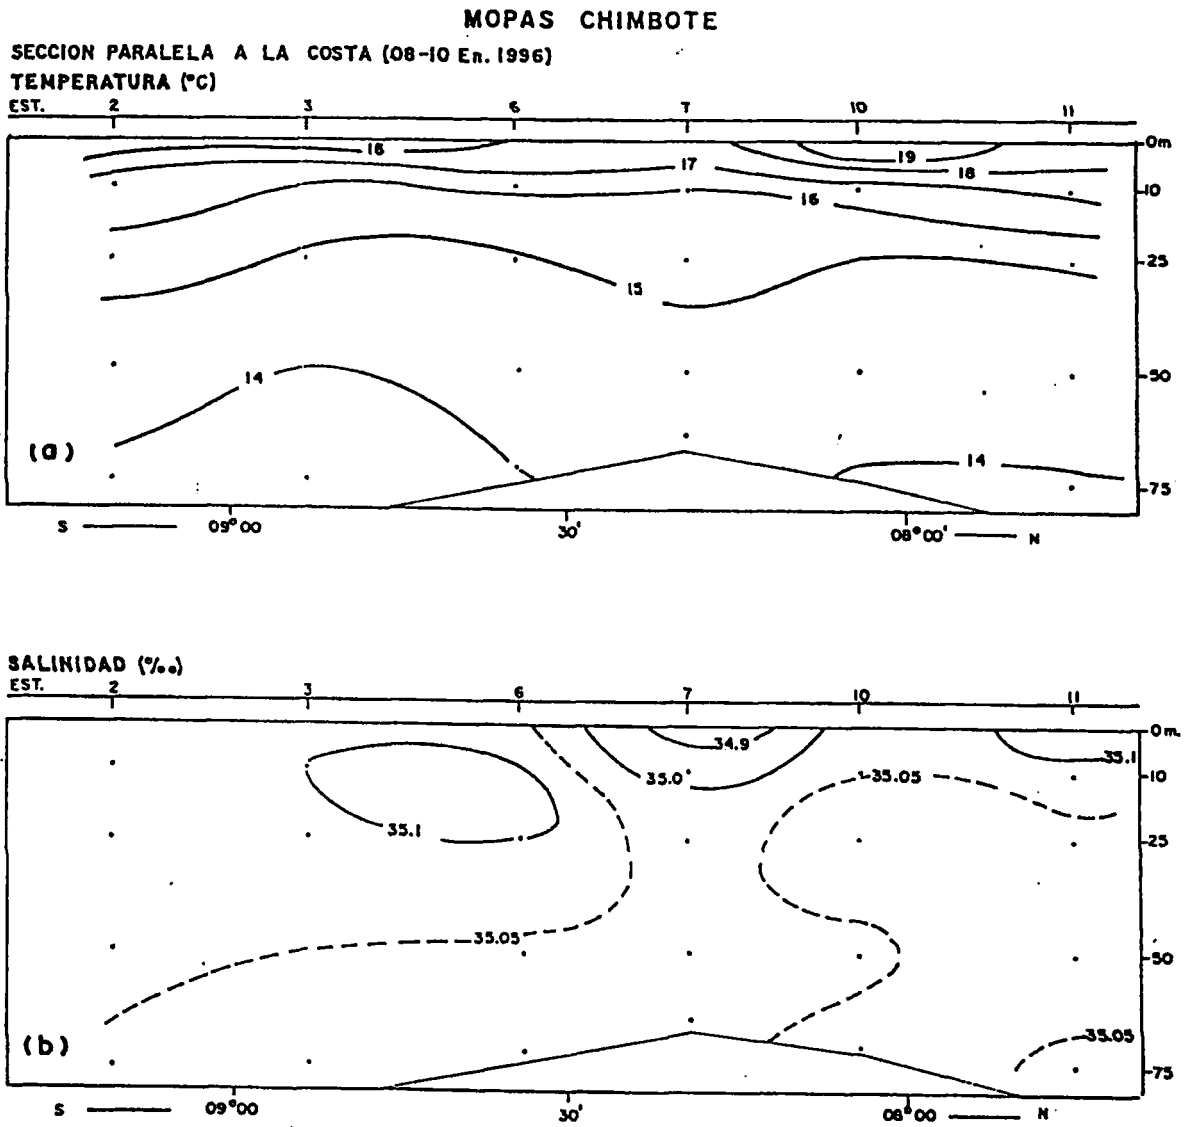 MOPAS CHIMBOTE
SECCION PARALELA A LA COSTA (08-10 En. 1996)
TEMPERATURA (°C)
EST. 2 3 6 7 10 11
0m
18 19
17 18
10
16
25
15
50
14
(a)
14
75
S 09°00 30' 08°00' N
SALINIDAD (‰)
EST. 2 3 6 7 10 11
0m.
34.9
35.1
35.0 35.05
10
35.1
25
35.05
50
(b)
35.05
75
S 09°00 30' 08°00 N